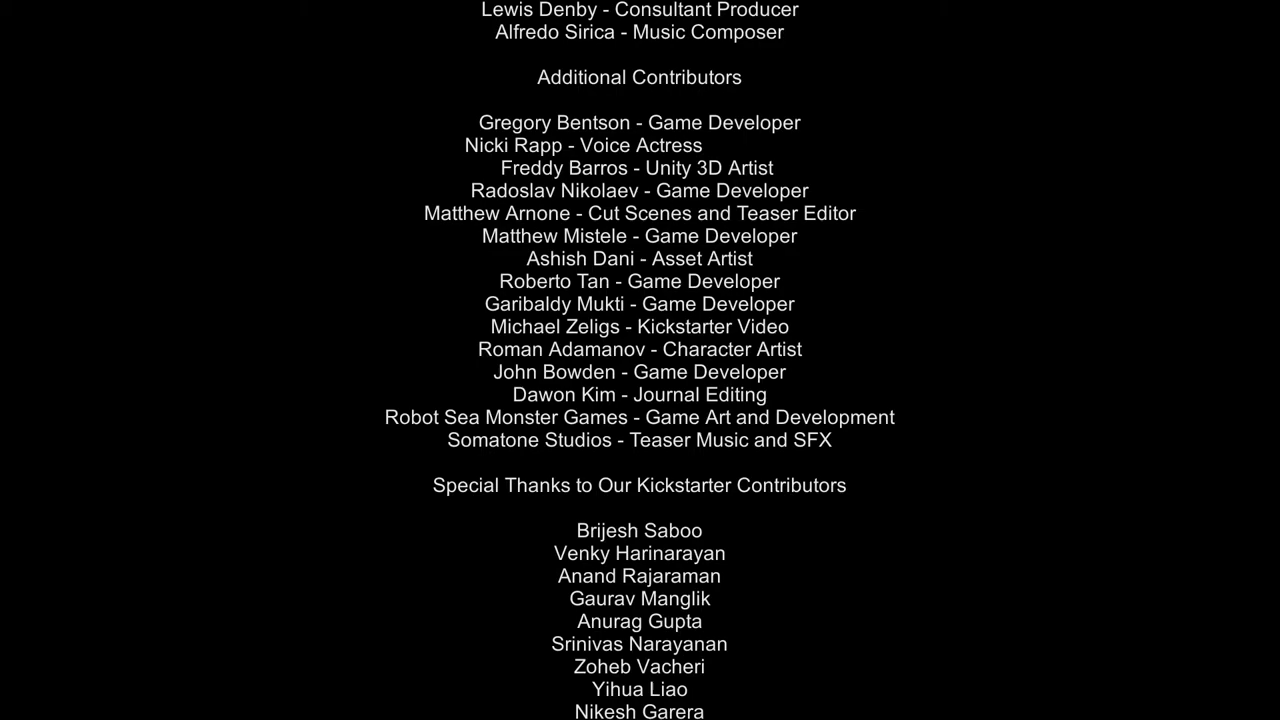 Lewis Denby - Consultant Producer
Alfredo Sirica - Music Composer
Additional Contributors
Gregory Bentson - Game Developer
Nicki Rapp - Voice Actress
Freddy Barros - Unity 3D Artist
Radoslav Nikolaev - Game Developer
Matthew Arnone - Cut Scenes and Teaser Editor
Matthew Mistele - Game Developer
Ashish Dani - Asset Artist
Roberto Tan - Game Developer
Garibaldy Mukti - Game Developer
Michael Zeligs - Kickstarter Video
Roman Adamanov - Character Artist
John Bowden - Game Developer
Dawon Kim - Journal Editing
Robot Sea Monster Games - Game Art and Development
Somatone Studios - Teaser Music and SFX
Special Thanks to Our Kickstarter Contributors
Brijesh Saboo
Venky Harinarayan
Anand Rajaraman
Gaurav Manglik
Anurag Gupta
Srinivas Narayanan
Zoheb Vacheri
Yihua Liao
Nikesh Garera